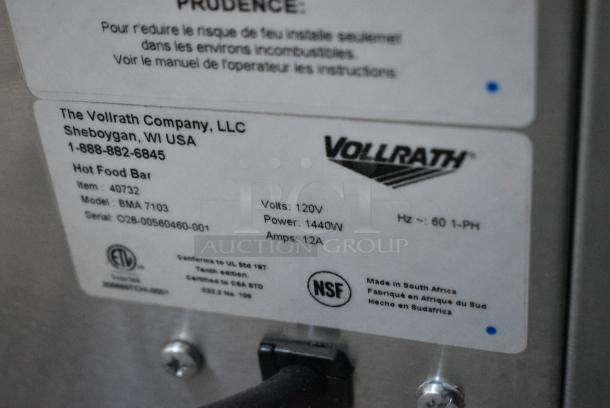 PRUDENCE:
Pour r'eduire le risque de feu installe seulemet
dans les environs incombustibles.
Voir le manuel de l'operateur les instructions
The Vollrath Company, LLC
Sheboygan, WI USA
1-888-882-6845
VOLLRATH
Hot Food Bar
Item : 40732
Model : BMA 7103
Serial: O28-00560460-001
Volts: 120V
Power: 1440W
Amps: 12A
Hz ~: 60 1-PH
AUCTION GROUP
Conforms to UL Std 197
Tenth edition.
Certified to CSA STD
C22.2 No. 109
NSF
Made in South Africa
Fabriqué en Afrique du Sud
Hecho en Sudafrica